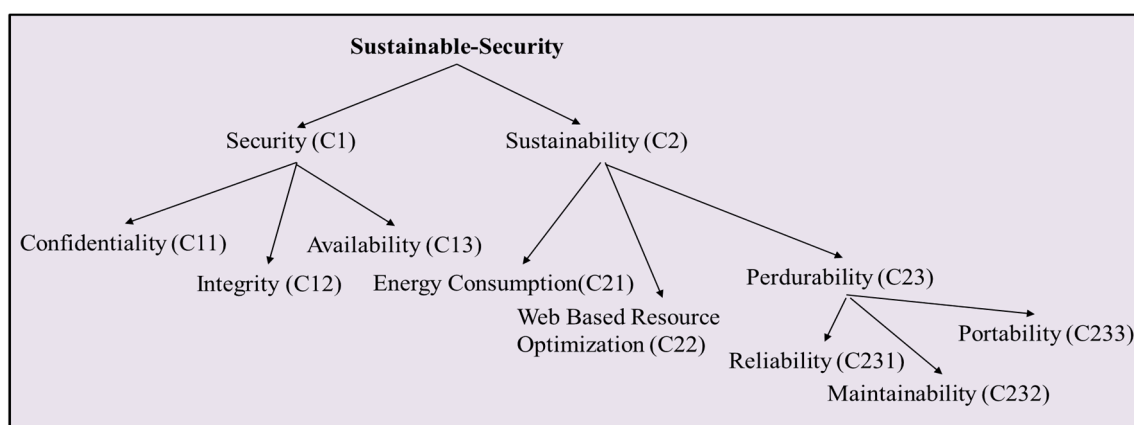 Sustainable-Security
Security (C1)
Sustainability (C2)
Confidentiality (C11)
Integrity (C12)
Availability (C13)
Energy Consumption(C21)
Web Based Resource
Optimization (C22)
Perdurability (C23)
Reliability (C231)
Maintainability (C232)
Portability (C233)